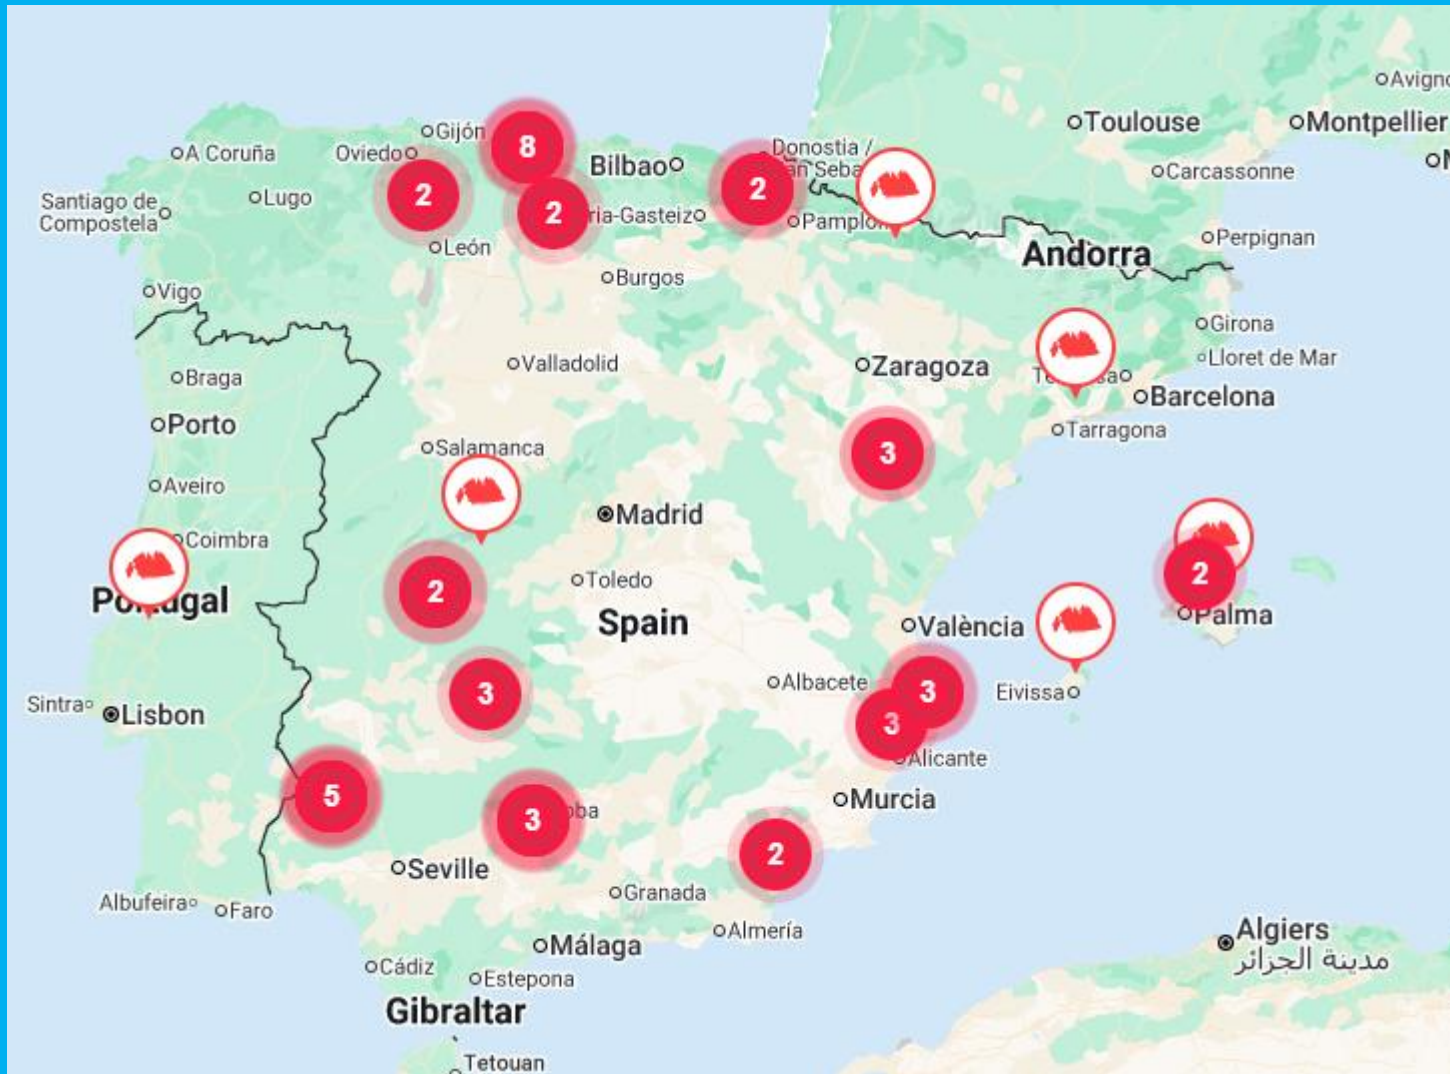 Avigno
Toulouse
Montpellier
Gijón
8
A Coruña
Oviedo
Bilbao
Donostia /
Carcassonne
2
Lugo
2
2
Santiago de
Compostela
Perpignan
León
Andorra
Burgos
Vigo
Girona
Lloret de Mar
Valladolid
Zaragoza
Braga
Barcelona
Porto
Tarragona
Salamanca
3
Aveiro
Madrid
Coimbra
2
Toledo
2
Portugal
Palma
Spain
València
Albacete
3
Eivissa
3
3
Sintra
Lisbon
Alicante
5
Murcia
3
2
Seville
Granada
Albufeira
Faro
Almería
Málaga
Algiers
مدينة الجزائر
Cádiz
Estepona
Gibraltar
Tetouan